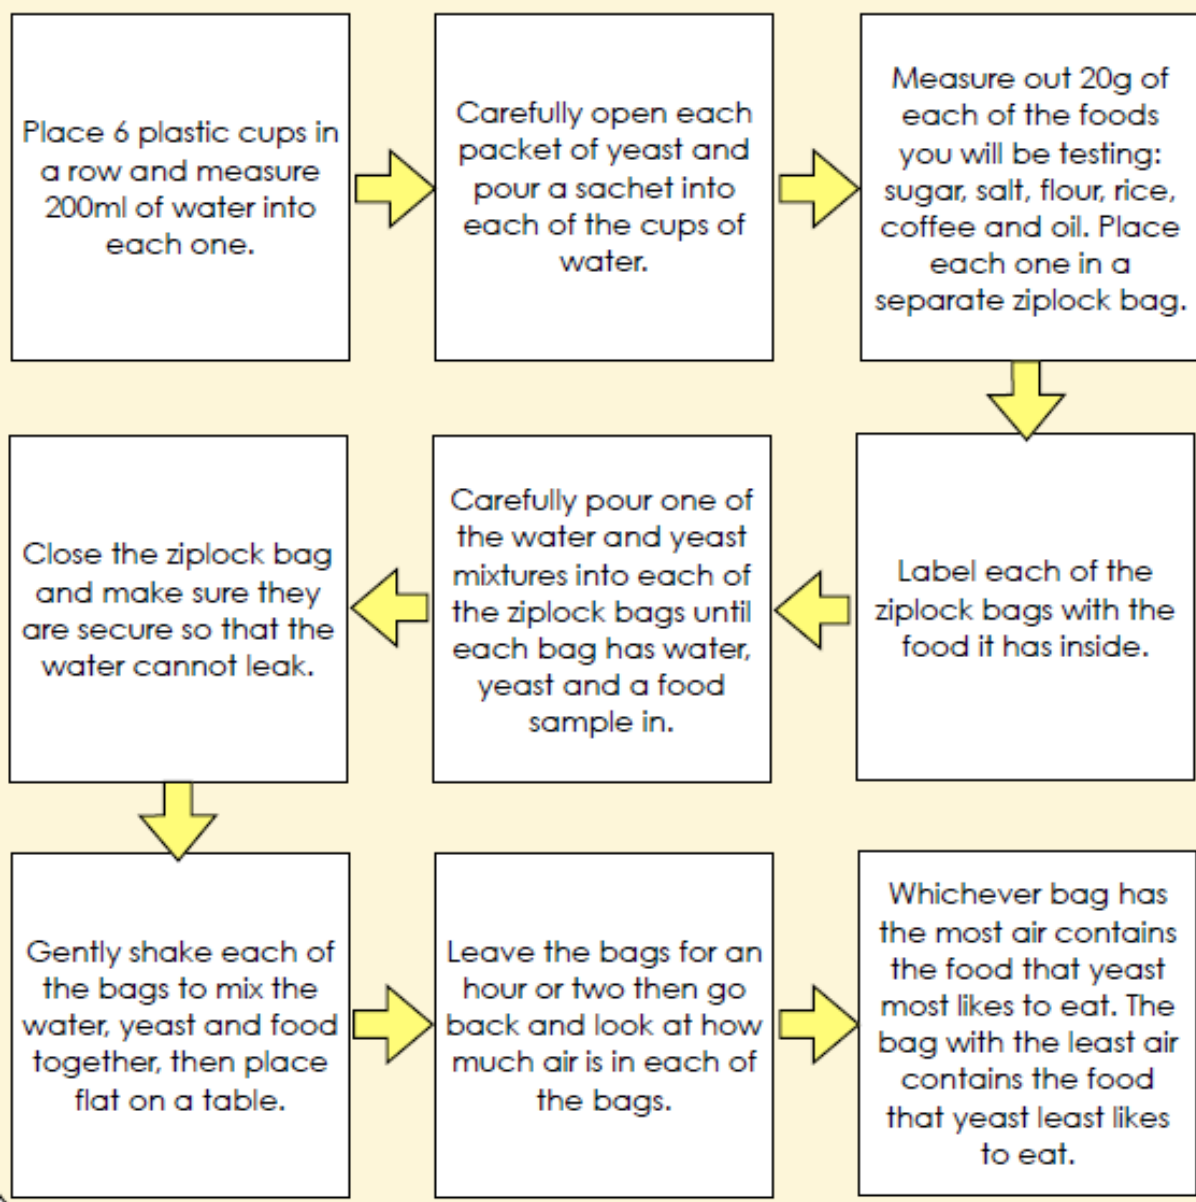 Place 6 plastic cups in
a row and measure
200ml of water into
each one.
Carefully open each
packet of yeast and
pour a sachet into
each of the cups of
water.
Measure out 20g of
each of the foods
you will be testing:
sugar, salt, flour, rice,
coffee and oil. Place
each one in a
separate ziplock bag.
Label each of the
ziplock bags with the
food it has inside.
Carefully pour one of
the water and yeast
mixtures into each of
the ziplock bags until
each bag has water,
yeast and a food
sample in.
Close the ziplock bag
and make sure they
are secure so that the
water cannot leak.
Gently shake each of
the bags to mix the
water, yeast and food
together, then place
flat on a table.
Leave the bags for an
hour or two then go
back and look at how
much air is in each of
the bags.
Whichever bag has
the most air contains
the food that yeast
most likes to eat. The
bag with the least air
contains the food
that yeast least likes
to eat.